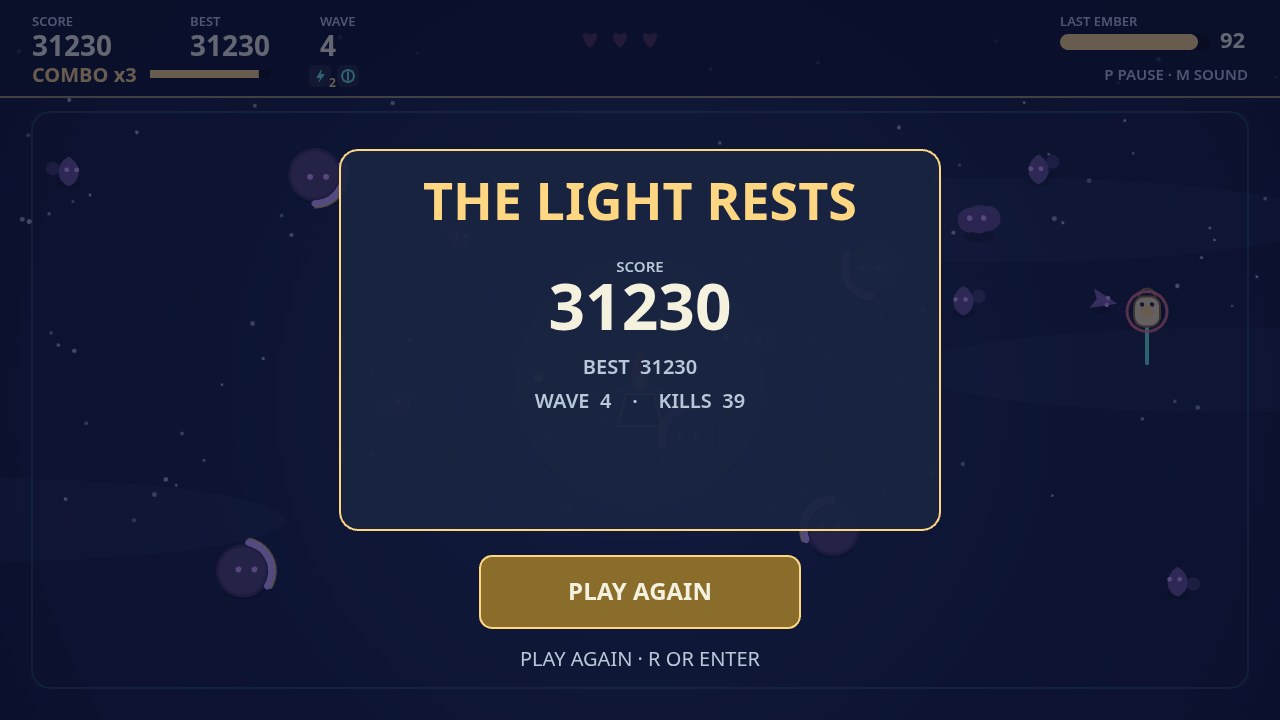 SCORE BEST WAVE LAST EMBER
31230 31230 4 92
COMBO x3 2 P PAUSE · M SOUND
THE LIGHT RESTS
SCORE
31230
BEST 31230
WAVE 4 · KILLS 39
PLAY AGAIN
PLAY AGAIN · R OR ENTER